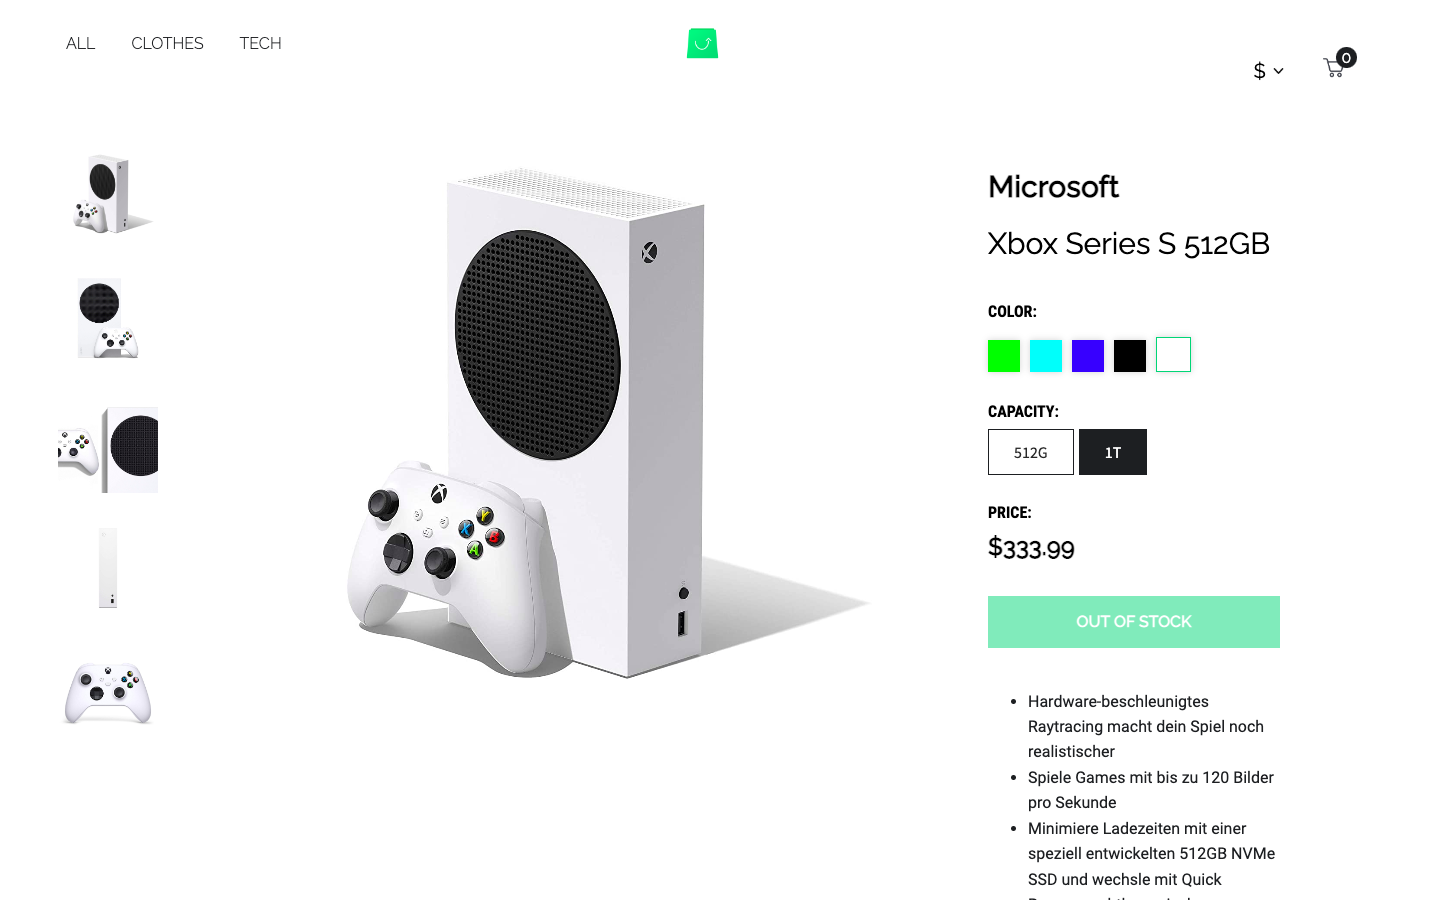 ALL CLOTHES TECH
$ 0
Microsoft
Xbox Series S 512GB
COLOR:
CAPACITY:
512G 1T
PRICE:
$333.99
OUT OF STOCK
Hardware-beschleunigtes
Raytracing macht dein Spiel noch
realistischer
Spiele Games mit bis zu 120 Bilder
pro Sekunde
Minimiere Ladezeiten mit einer
speziell entwickelten 512GB NVMe
SSD und wechsle mit Quick
Y
X
B
A